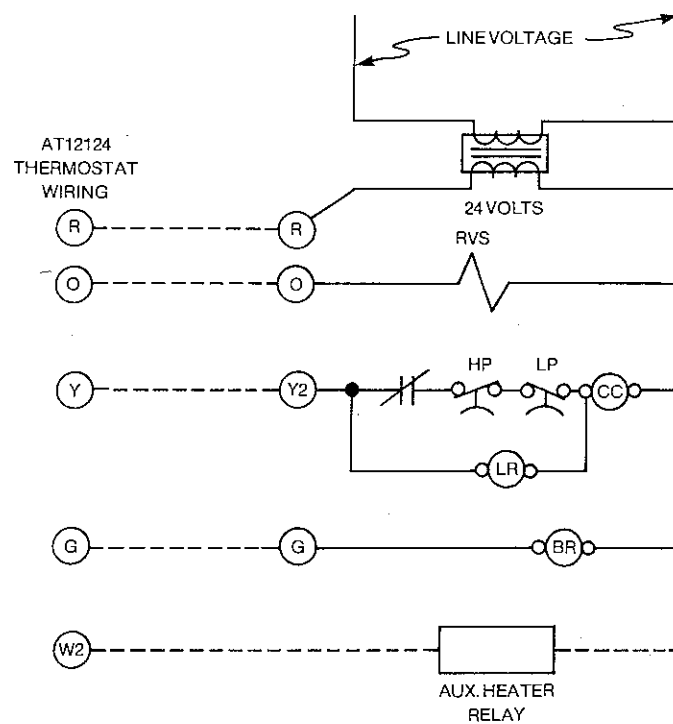 LINE VOLTAGE
AT12124
THERMOSTAT
WIRING
24 VOLTS
R
R
RVS
O
O
HP
LP
Y
Y2
CC
LR
G
G
BR
W2
AUX. HEATER
RELAY